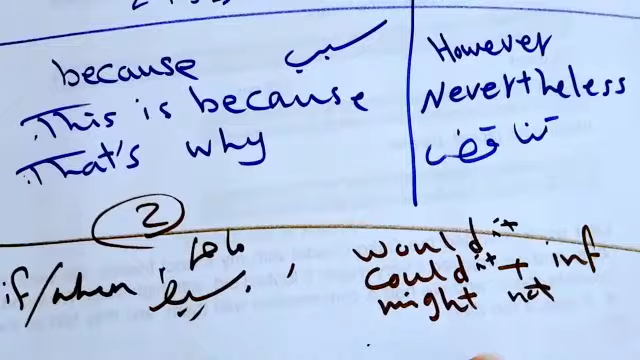 because سبب
This is because
That's why
However
Nevertheless
تناقض
2
if/when بسيط ,
would
could + inf
might not